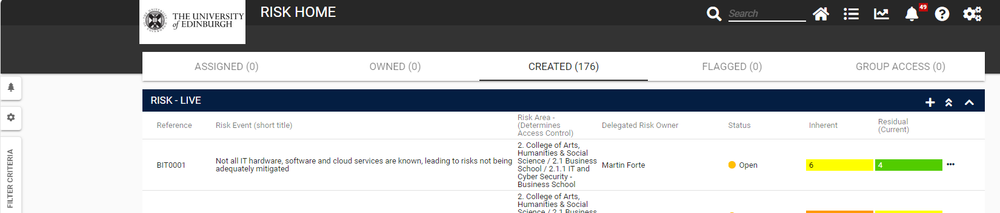 THE UNIVERSITY
of EDINBURGH
RISK HOME
Search
49
ASSIGNED (0)
OWNED (0)
CREATED (176)
FLAGGED (0)
GROUP ACCESS (0)
FILTER CRITERIA
RISK - LIVE
Reference
Risk Event (short title)
Risk Area -
(Determines
Access Control)
Delegated Risk Owner
Status
Inherent
Residual
(Current)
BIT0001
Not all IT hardware, software and cloud services are known, leading to risks not being
adequately mitigated
2. College of Arts,
Humanities & Social
Science / 2.1 Business
School / 2.1.1 IT and
Cyber Security -
Business School
Martin Forte
Open
6
4
2. College of Arts,
Humanities & Social
Science / 2.1 Business